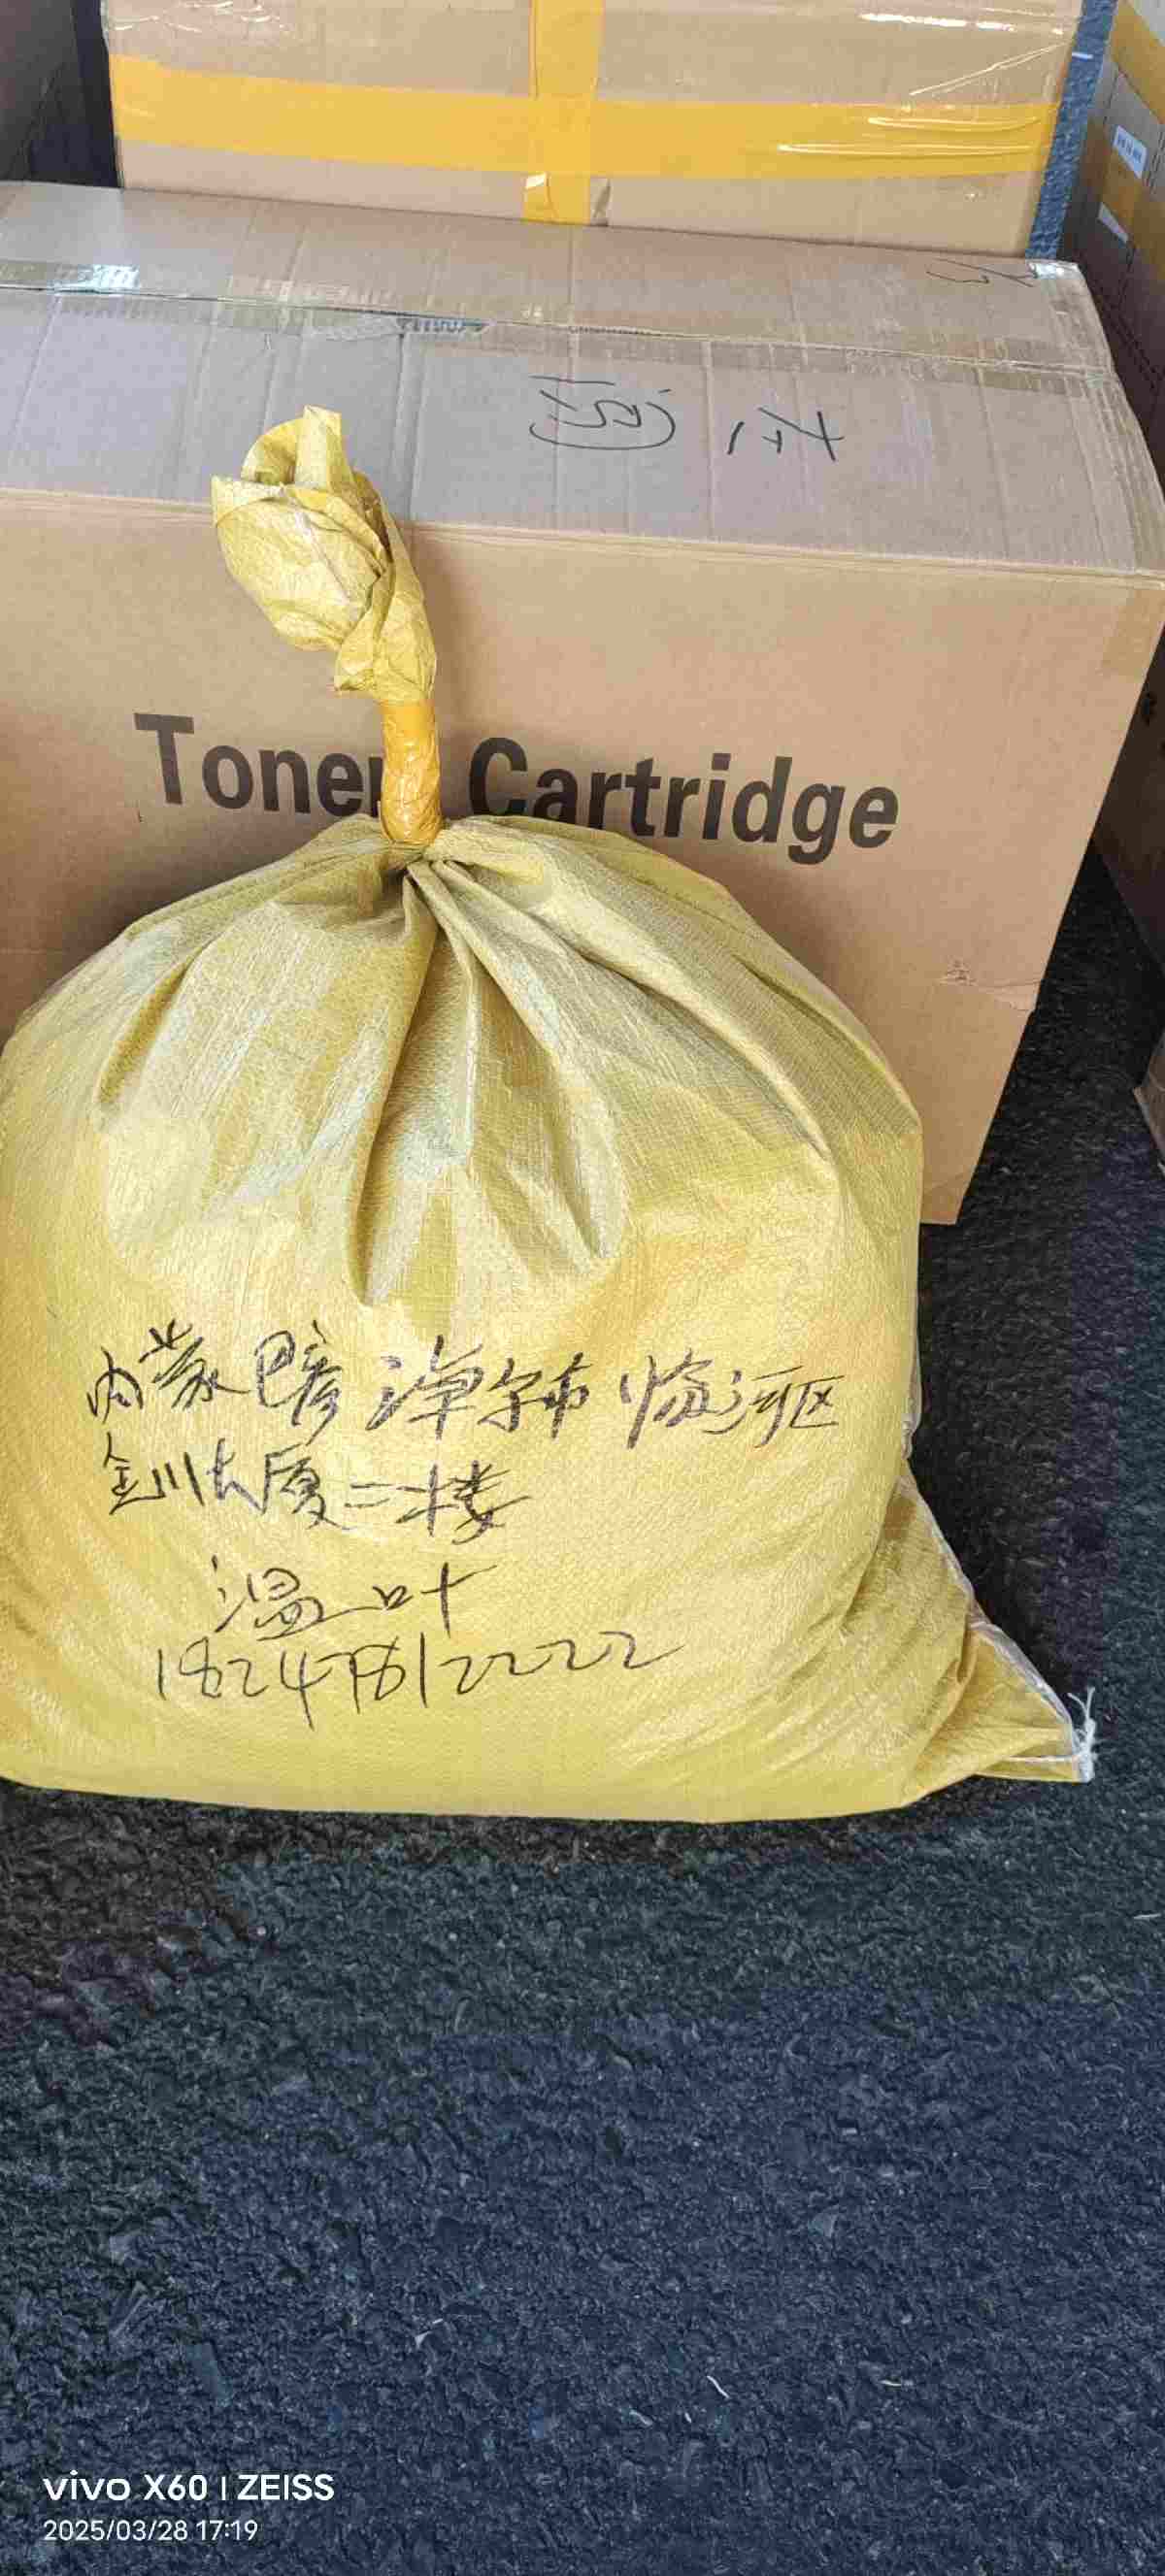 Toner Cartridge
内蒙巴彦淖尔市临河区
金川大厦二楼
温叶
18247812222
vivo X60 | ZEISS
2025/03/28 17:19